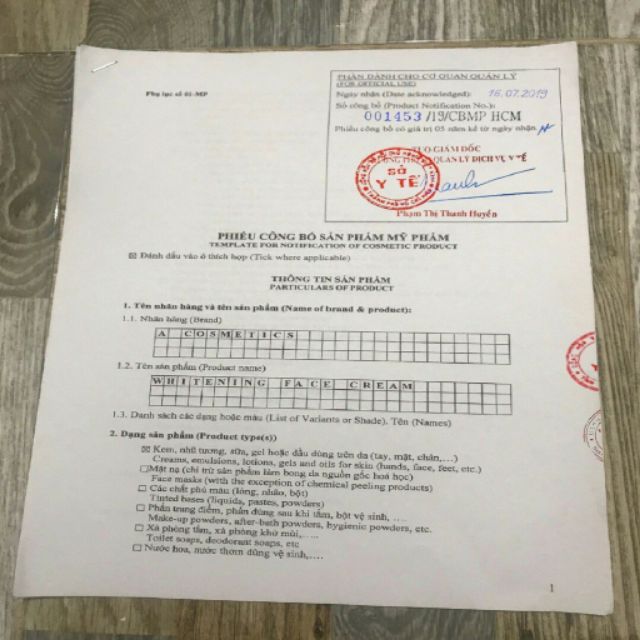 Phụ lục số 01-MP
PHẦN DÀNH CHO CƠ QUAN QUẢN LÝ
(FOR OFFICIAL USE)
Ngày nhận (Date acknowledged): 16.07.2019
Số công bố (Product Notification No.):
001453/19/CBMP HCM
Phiếu công bố có giá trị 05 năm kể từ ngày nhận
TUQ.GIÁM ĐỐC
QUẢN LÝ DỊCH VỤ Y TẾ
SỞ
Y TẾ
Phạm Thị Thanh Huyền
PHIẾU CÔNG BỐ SẢN PHẨM MỸ PHẨM
TEMPLATE FOR NOTIFICATION OF COSMETIC PRODUCT
☒ Đánh dấu vào ô thích hợp (Tick where applicable)
THÔNG TIN SẢN PHẨM
PARTICULARS OF PRODUCT
1. Tên nhãn hàng và tên sản phẩm (Name of brand & product):
1.1. Nhãn hàng (Brand)
A COSMETICS
1.2. Tên sản phẩm (Product name)
WHITENING FACE CREAM
1.3. Danh sách các dạng hoặc màu (List of Variants or Shade). Tên (Names)
2. Dạng sản phẩm (Product type(s))
☒ Kem, nhũ tương, sữa, gel hoặc dầu dùng trên da (tay, mặt, chân,...)
Creams, emulsions, lotions, gels and oils for skin (hands, face, feet, etc.)
☐ Mặt nạ (chỉ trừ sản phẩm làm bong da nguồn gốc hoá học)
Face masks (with the exception of chemical peeling products)
☐ Các chất phủ màu (lỏng, nhão, bột)
Tinted bases (liquids, pastes, powders)
☐ Phấn trang điểm, phấn dùng sau khi tắm, bột vệ sinh, ....
Make-up powders, after-bath powders, hygienic powders, etc.
☐ Xà phòng tắm, xà phòng khử mùi,.....
Toilet soaps, deodorant soaps, etc
☐ Nước hoa, nước thơm dùng vệ sinh,....
1